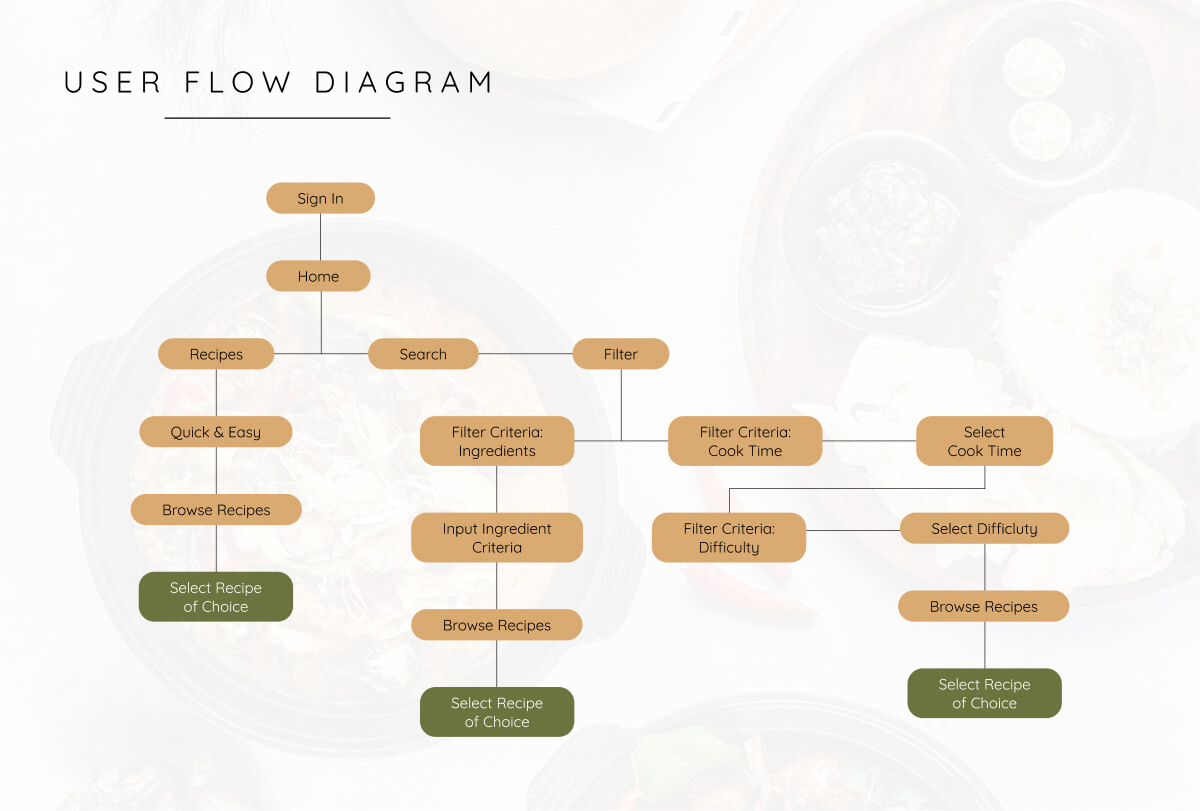 USER FLOW DIAGRAM
Sign In
Home
Recipes
Search
Filter
Quick & Easy
Filter Criteria:
Ingredients
Filter Criteria:
Cook Time
Select
Cook Time
Browse Recipes
Input Ingredient
Criteria
Filter Criteria:
Difficulty
Select Difficluty
Select Recipe
of Choice
Browse Recipes
Browse Recipes
Select Recipe
of Choice
Select Recipe
of Choice